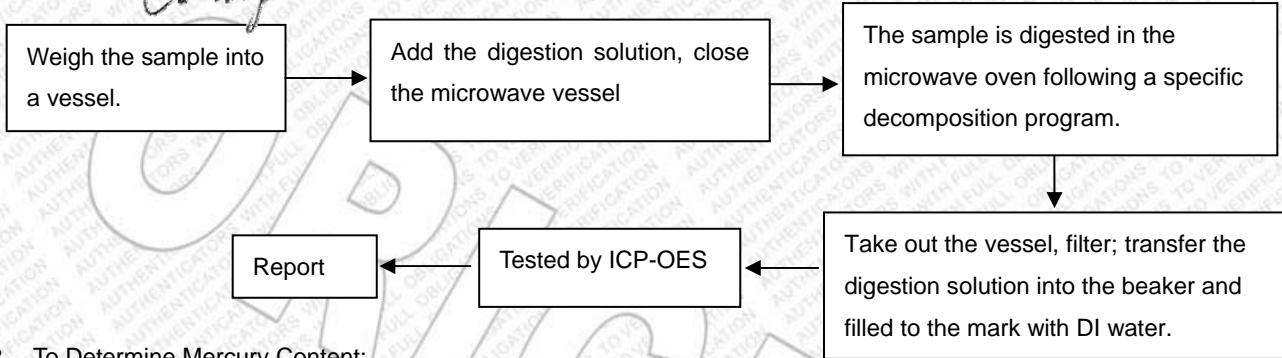 Weigh the sample into
a vessel.
Add the digestion solution, close
the microwave vessel
The sample is digested in the
microwave oven following a specific
decomposition program.
Take out the vessel, filter; transfer the
digestion solution into the beaker and
filled to the mark with DI water.
Tested by ICP-OES
Report
To Determine Mercury Content: